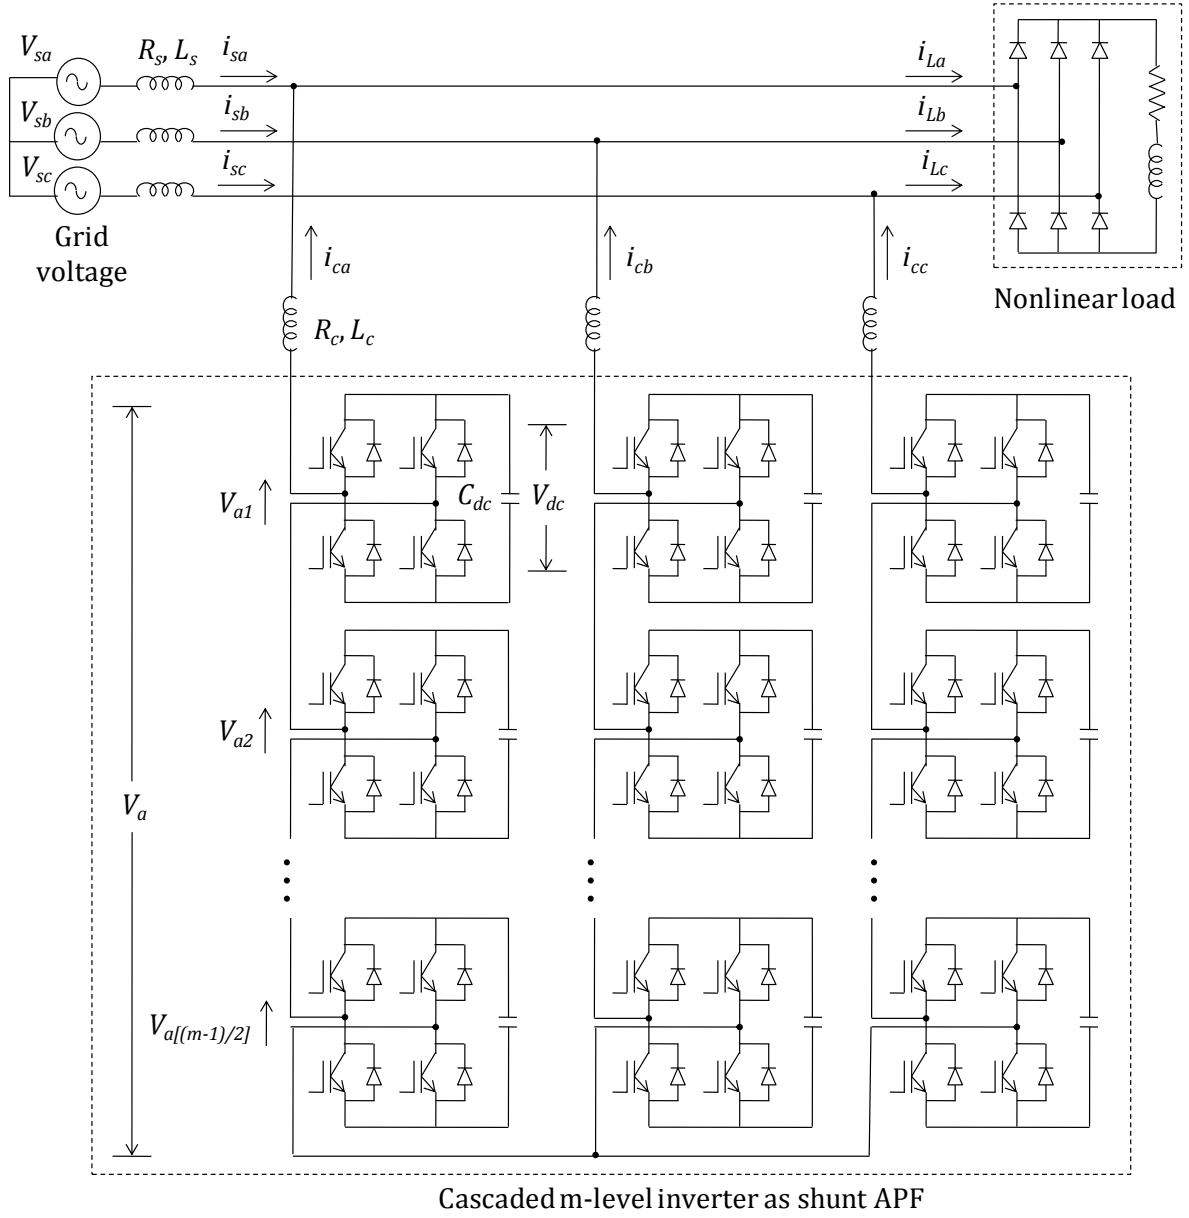 V_sa
R_s, L_s
i_sa
i_La
V_sb
i_sb
i_Lb
V_sc
i_sc
i_Lc
Grid
voltage
i_ca
i_cb
i_cc
Nonlinear load
R_c, L_c
V_a1
C_dc
V_dc
V_a2
V_a
V_a[(m-1)/2]
Cascaded m-level inverter as shunt APF